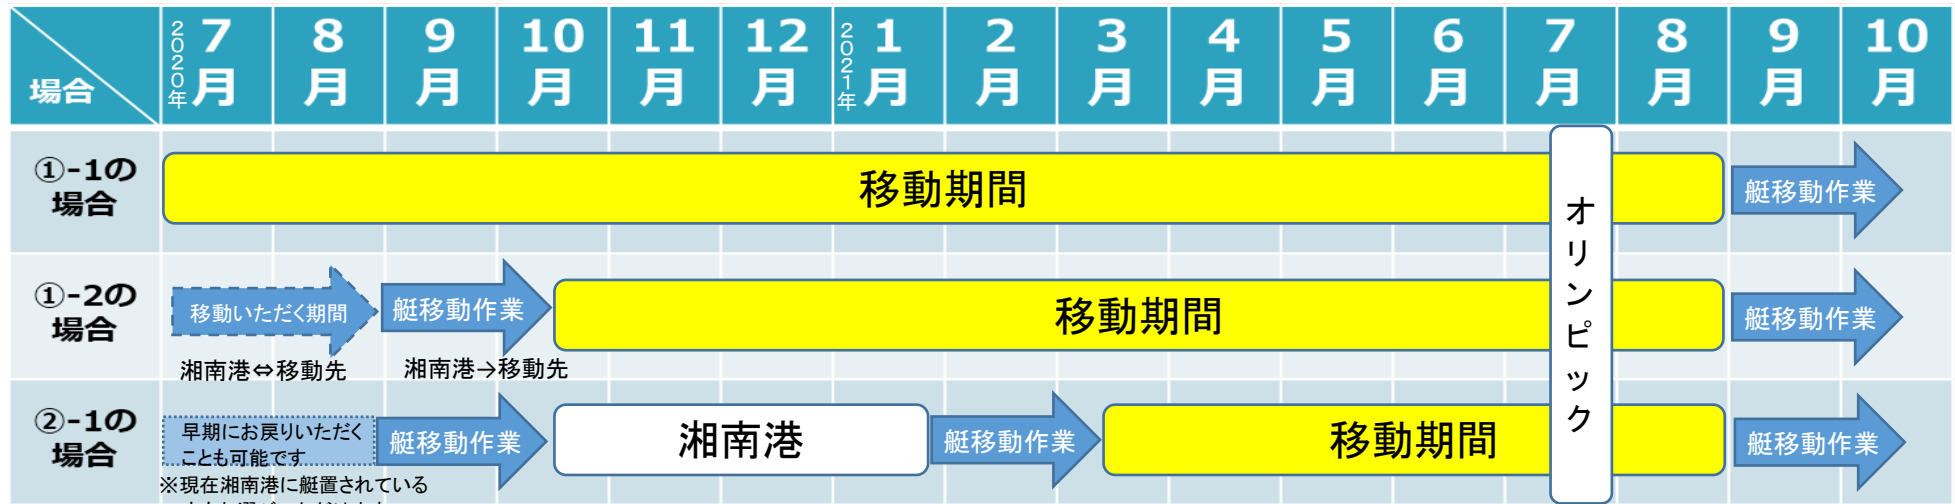 場合
2020年
7月
8月
9月
10月
11月
12月
2021年
1月
2月
3月
4月
5月
6月
7月
8月
9月
10月
①-1の
場合
移動期間
艇移動作業
オリンピック
①-2の
場合
移動いただく期間
艇移動作業
移動期間
艇移動作業
湘南港⇔移動先
湘南港→移動先
②-1の
場合
早期にお戻りいただく
ことも可能です
艇移動作業
湘南港
艇移動作業
移動期間
艇移動作業
※現在湘南港に艇置されている